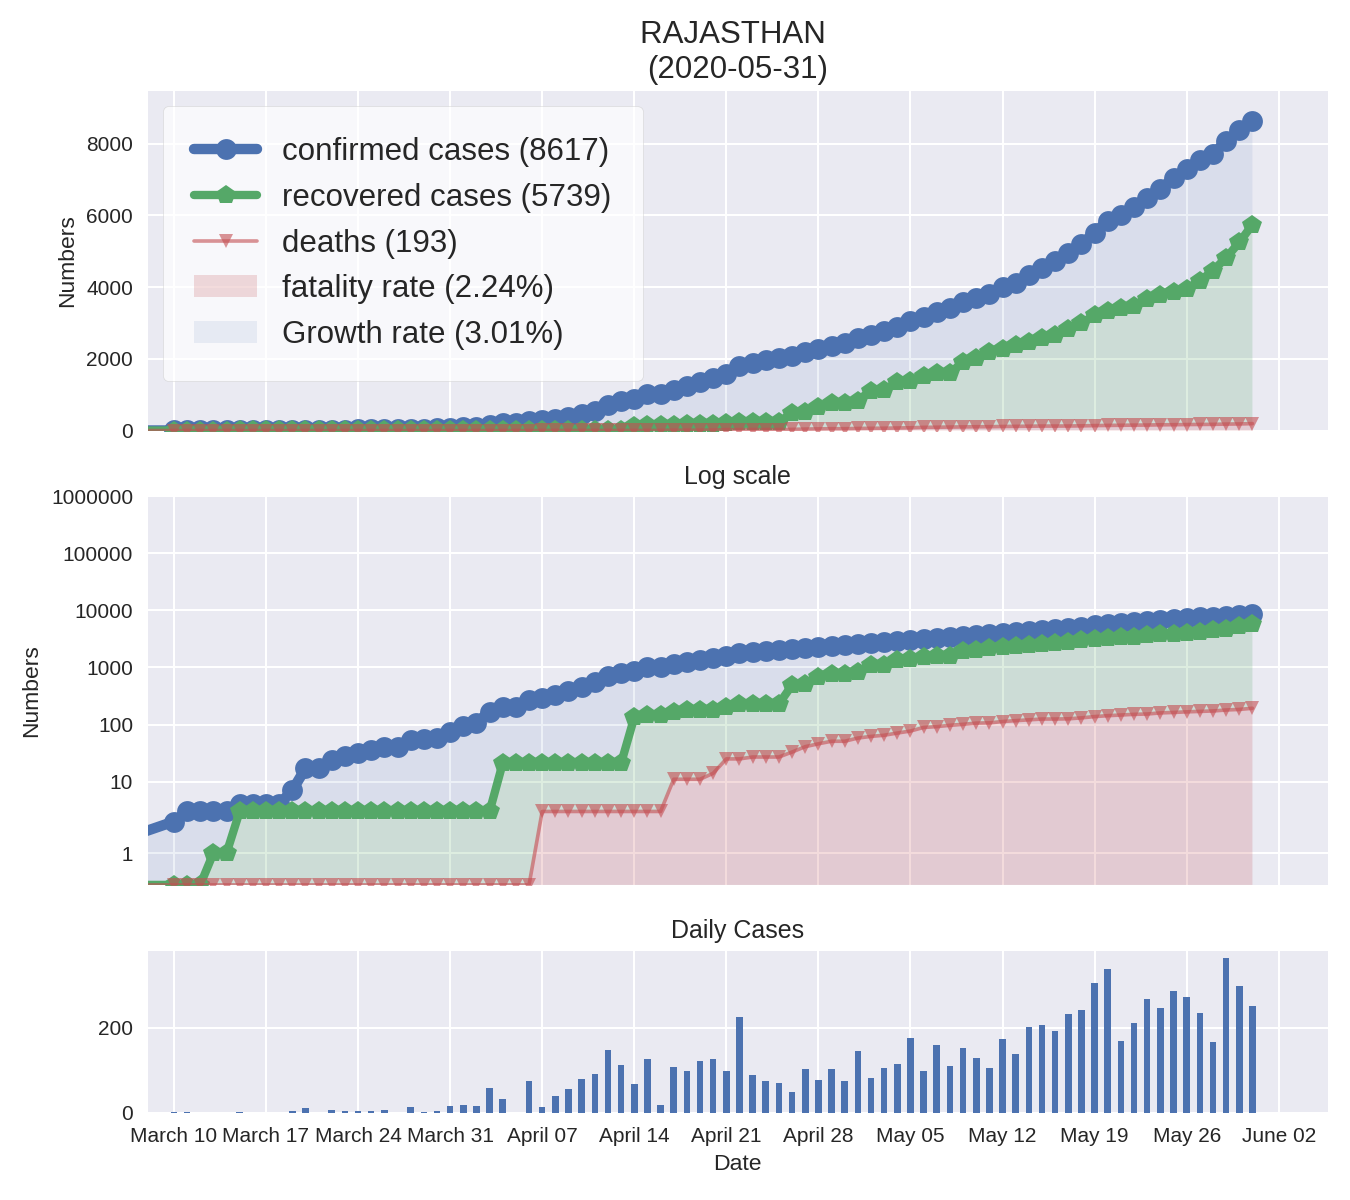 RAJASTHAN
(2020-05-31)
confirmed cases (8617)
recovered cases (5739)
deaths (193)
fatality rate (2.24%)
Growth rate (3.01%)
Numbers
8000
6000
4000
2000
0
Log scale
Numbers
1000000
100000
10000
1000
100
10
1
Daily Cases
200
0
March 10 March 17 March 24 March 31 April 07 April 14 April 21 April 28 May 05 May 12 May 19 May 26 June 02
Date